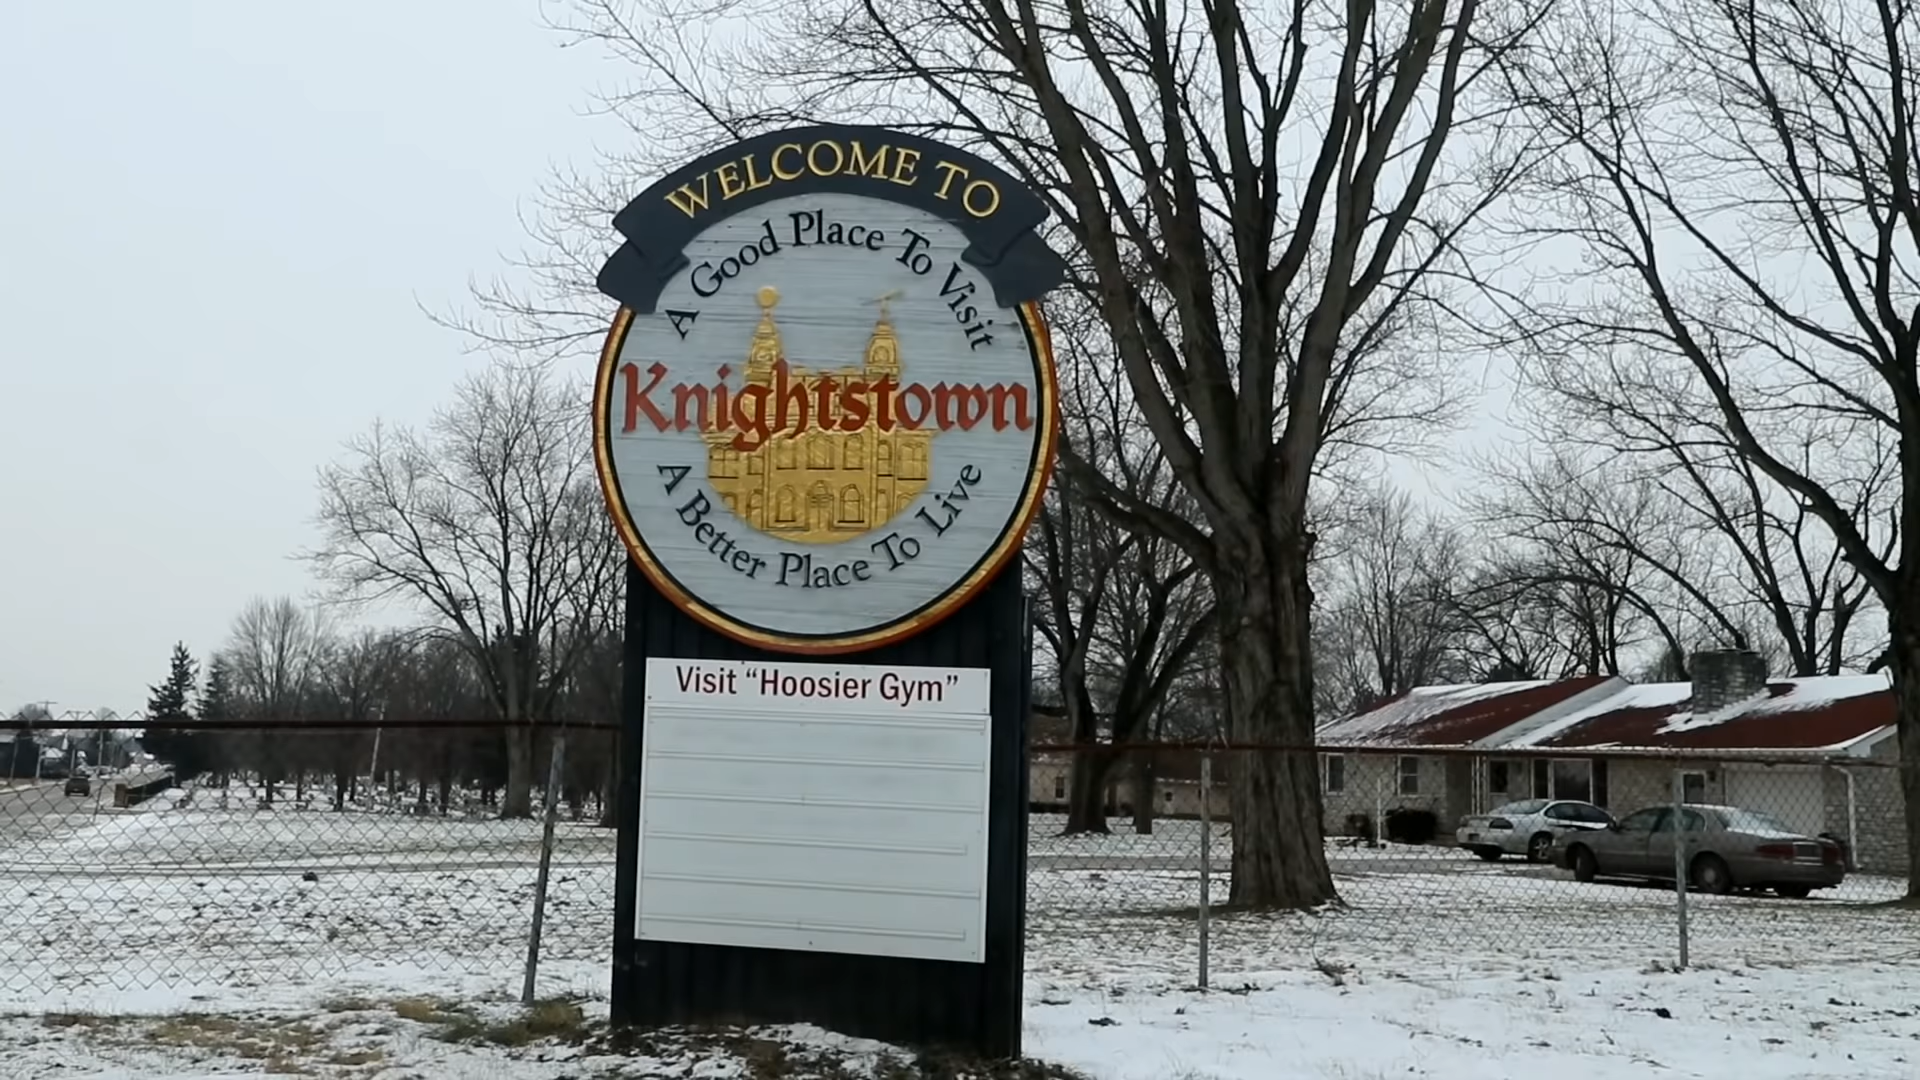 WELCOME TO
A Good Place To Visit
Knightstown
A Better Place To Live
Visit “Hoosier Gym”